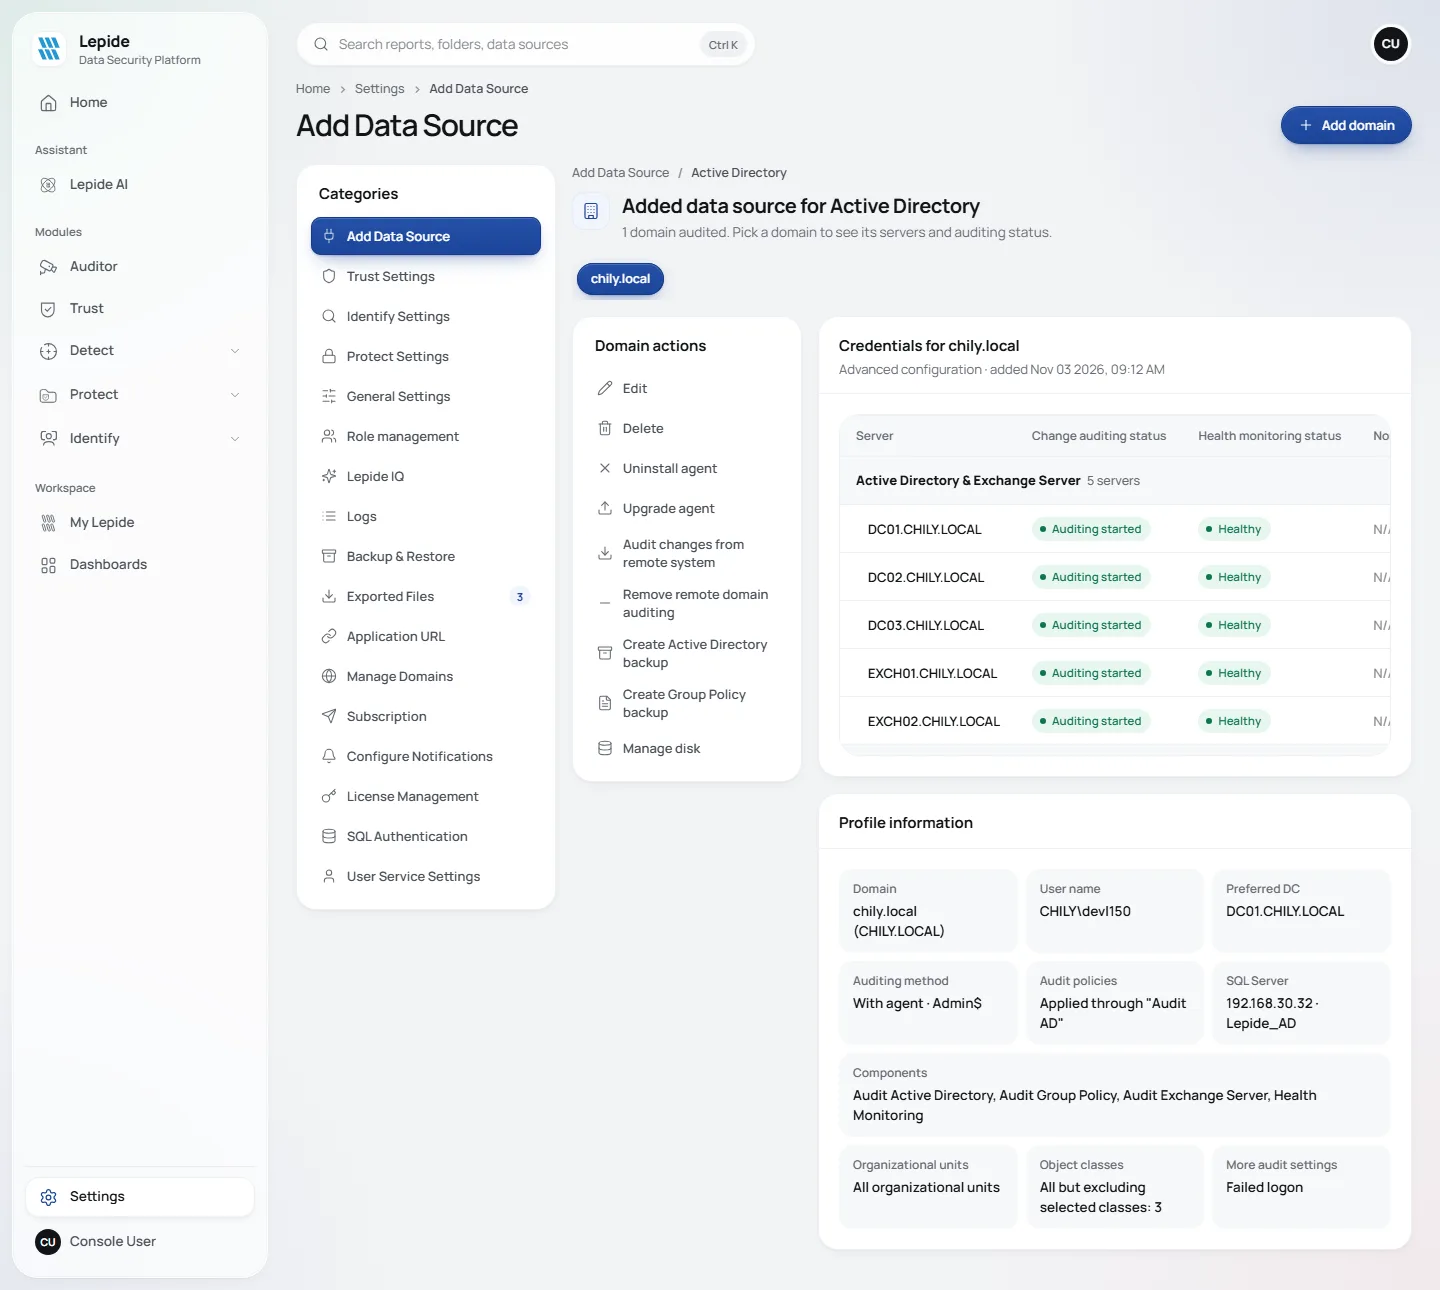 Lepide
Data Security Platform
Home
Assistant
Lepide AI
Modules
Auditor
Trust
Detect
Protect
Identify
Workspace
My Lepide
Dashboards
Settings
CU Console User
Search reports, folders, data sources Ctrl K
CU
Home > Settings > Add Data Source
Add Data Source
+ Add domain
Categories
Add Data Source
Trust Settings
Identify Settings
Protect Settings
General Settings
Role management
Lepide IQ
Logs
Backup & Restore
Exported Files 3
Application URL
Manage Domains
Subscription
Configure Notifications
License Management
SQL Authentication
User Service Settings
Add Data Source / Active Directory
Added data source for Active Directory
1 domain audited. Pick a domain to see its servers and auditing status.
chily.local
Domain actions
Edit
Delete
Uninstall agent
Upgrade agent
Audit changes from
remote system
Remove remote domain
auditing
Create Active Directory
backup
Create Group Policy
backup
Manage disk
Credentials for chily.local
Advanced configuration · added Nov 03 2026, 09:12 AM
Server Change auditing status Health monitoring status No
Active Directory & Exchange Server 5 servers
DC01.CHILY.LOCAL Auditing started Healthy N/
DC02.CHILY.LOCAL Auditing started Healthy N/
DC03.CHILY.LOCAL Auditing started Healthy N/
EXCH01.CHILY.LOCAL Auditing started Healthy N/
EXCH02.CHILY.LOCAL Auditing started Healthy N/
Profile information
Domain
chily.local
(CHILY.LOCAL)
User name
CHILY\devl150
Preferred DC
DC01.CHILY.LOCAL
Auditing method
With agent · Admin$
Audit policies
Applied through "Audit
AD"
SQL Server
192.168.30.32 ·
Lepide_AD
Components
Audit Active Directory, Audit Group Policy, Audit Exchange Server, Health
Monitoring
Organizational units
All organizational units
Object classes
All but excluding
selected classes: 3
More audit settings
Failed logon